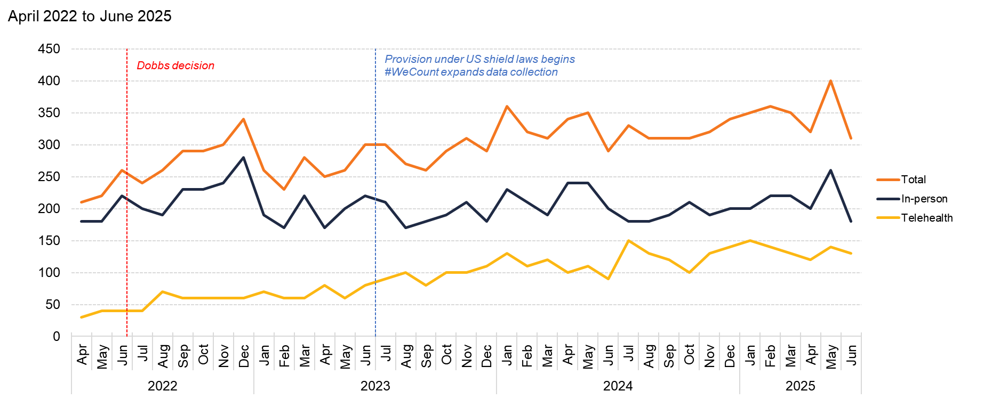 April 2022 to June 2025
450
400
350
300
250
200
150
100
50
0
Dobbs decision
Provision under US shield laws begins
#WeCount expands data collection
Total
In-person
Telehealth
Apr May Jun Jul Aug Sep Oct Nov Dec Jan Feb Mar Apr May Jun Jul Aug Sep Oct Nov Dec Jan Feb Mar Apr May Jun Jul Aug Sep Oct Nov Dec Jan Feb Mar Apr May Jun
2022 2023 2024 2025